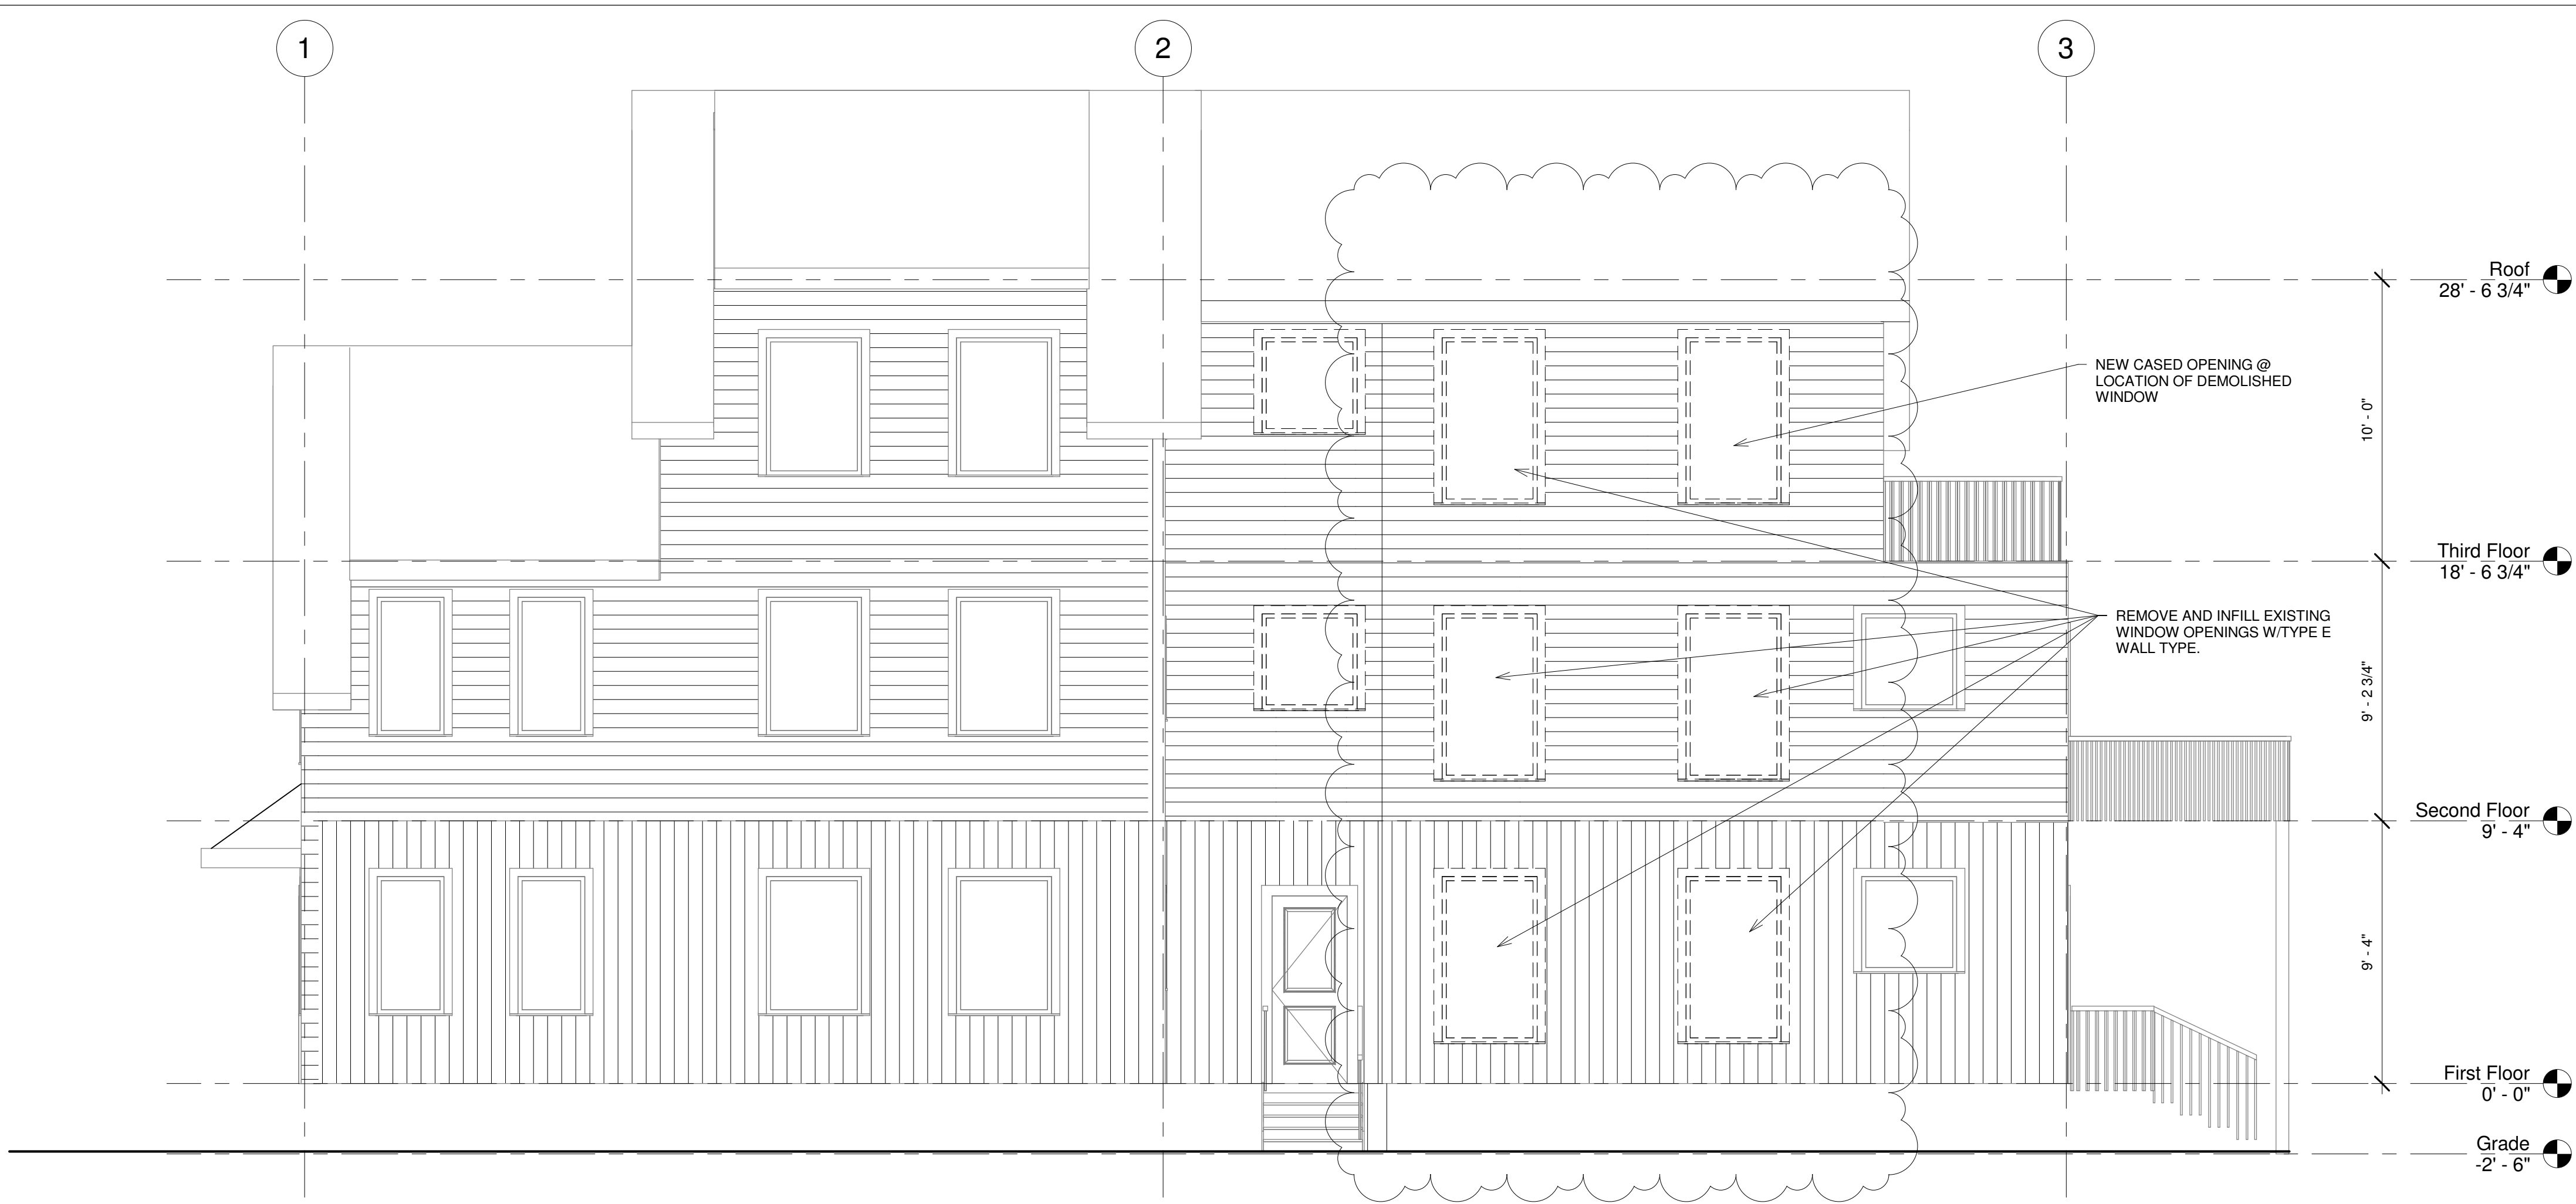 1
2
3
Roof
28' - 6 3/4"
NEW CASED OPENING @
LOCATION OF DEMOLISHED
WINDOW
10' - 0"
Third Floor
18' - 6 3/4"
REMOVE AND INFILL EXISTING
WINDOW OPENINGS W/TYPE E
WALL TYPE.
9' - 2 3/4"
Second Floor
9' - 4"
9' - 4"
First Floor
0' - 0"
Grade
-2' - 6"